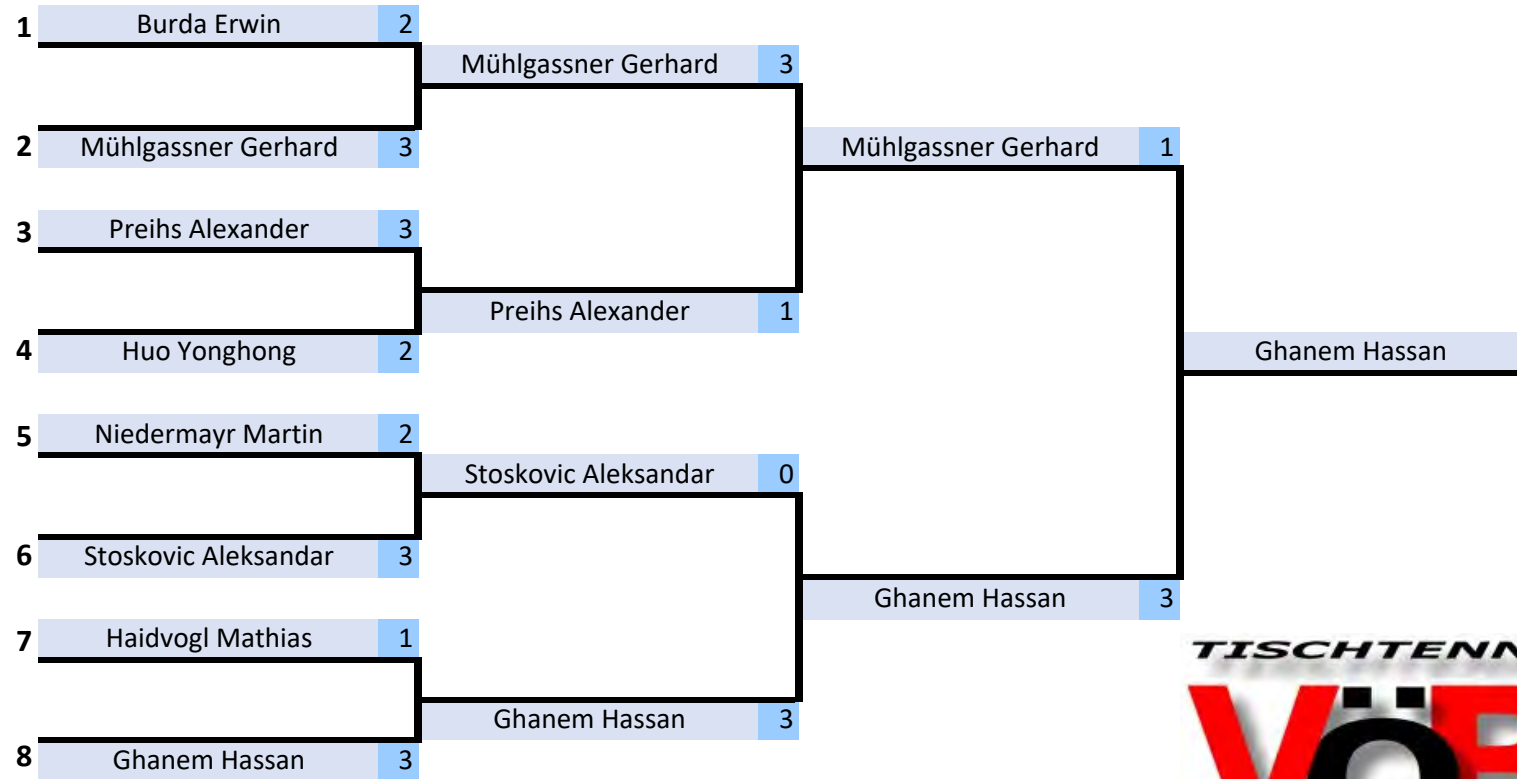 1 Burda Erwin 2
Mühlgassner Gerhard 3
2 Mühlgassner Gerhard 3
Mühlgassner Gerhard 1
3 Preihs Alexander 3
Preihs Alexander 1
4 Huo Yonghong 2
Ghanem Hassan
5 Niedermayr Martin 2
Stoskovic Aleksandar 0
6 Stoskovic Aleksandar 3
Ghanem Hassan 3
7 Haidvogl Mathias 1
TISCHTENN
Ghanem Hassan 3
8 Ghanem Hassan 3